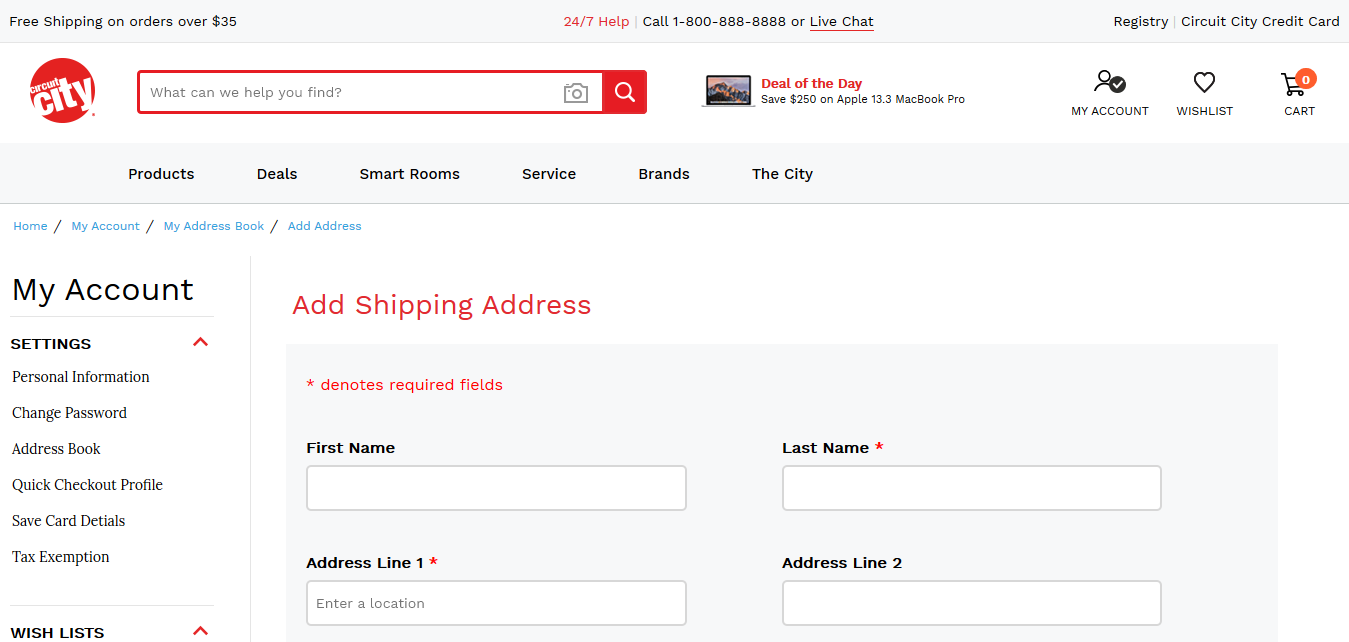 Free Shipping on orders over $35
24/7 Help | Call 1-800-888-8888 or Live Chat
Registry | Circuit City Credit Card
circuit
city
What can we help you find?
Deal of the Day
Save $250 on Apple 13.3 MacBook Pro
MY ACCOUNT
WISHLIST
0
CART
Products
Deals
Smart Rooms
Service
Brands
The City
Home / My Account / My Address Book / Add Address
My Account
SETTINGS
Personal Information
Change Password
Address Book
Quick Checkout Profile
Save Card Detials
Tax Exemption
WISH LISTS
Add Shipping Address
* denotes required fields
First Name
Last Name *
Address Line 1 *
Enter a location
Address Line 2